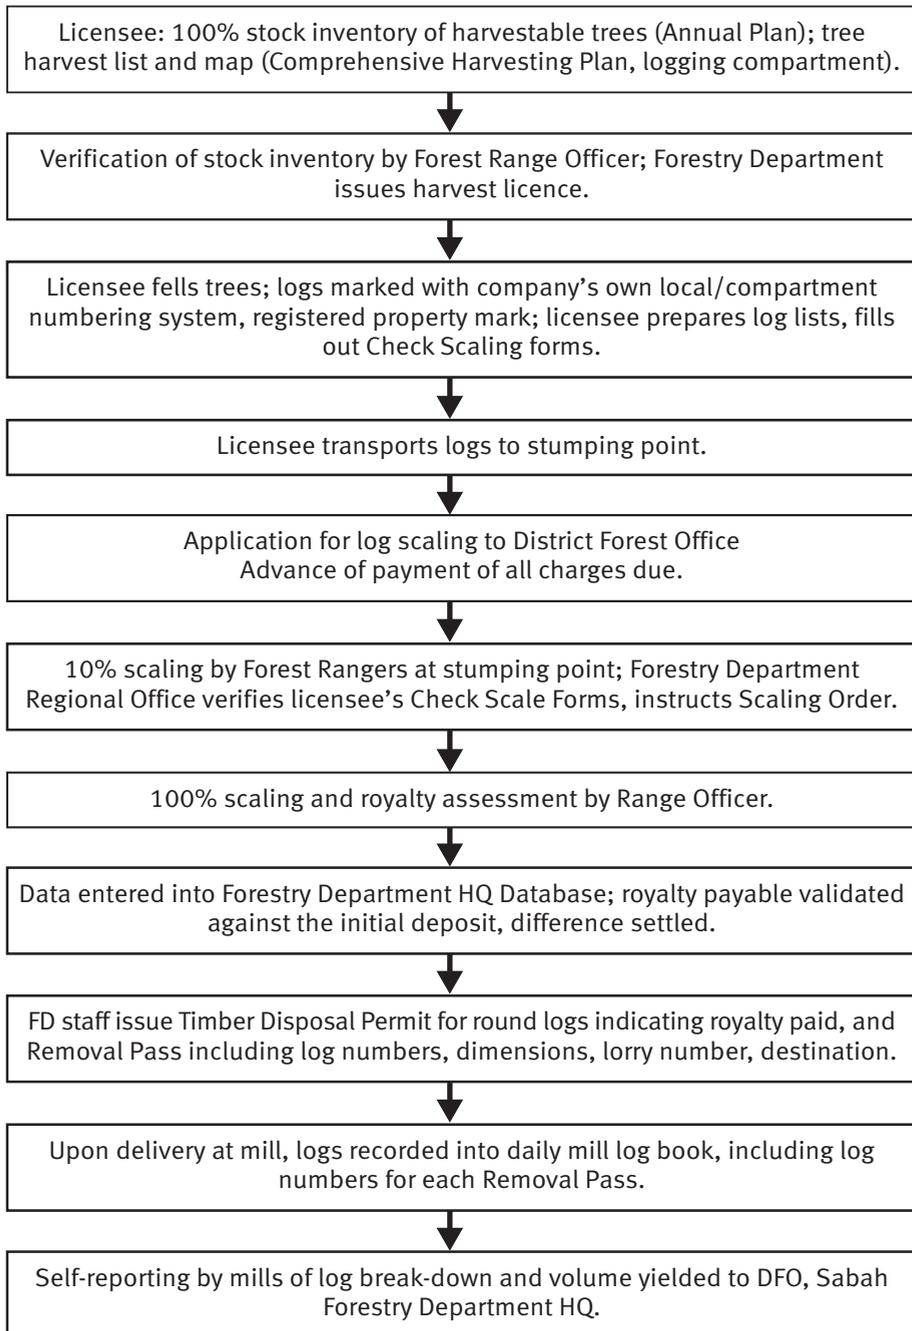 Licensee: 100% stock inventory of harvestable trees (Annual Plan); tree
harvest list and map (Comprehensive Harvesting Plan, logging compartment).
Verification of stock inventory by Forest Range Officer; Forestry Department
issues harvest licence.
Licensee fells trees; logs marked with company’s own local/compartment
numbering system, registered property mark; licensee prepares log lists, fills
out Check Scaling forms.
Licensee transports logs to stumping point.
Application for log scaling to District Forest Office
Advance of payment of all charges due.
10% scaling by Forest Rangers at stumping point; Forestry Department
Regional Office verifies licensee’s Check Scale Forms, instructs Scaling Order.
100% scaling and royalty assessment by Range Officer.
Data entered into Forestry Department HQ Database; royalty payable validated
against the initial deposit, difference settled.
FD staff issue Timber Disposal Permit for round logs indicating royalty paid, and
Removal Pass including log numbers, dimensions, lorry number, destination.
Upon delivery at mill, logs recorded into daily mill log book, including log
numbers for each Removal Pass.
Self-reporting by mills of log break-down and volume yielded to DFO, Sabah
Forestry Department HQ.